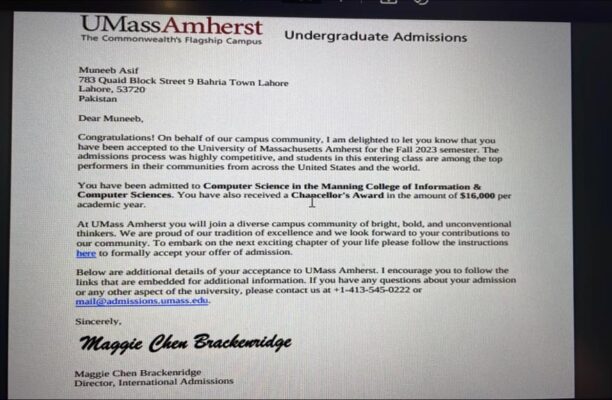 UMassAmherst
The Commonwealth's Flagship Campus
Undergraduate Admissions
Muneeb Asif
783 Quaid Block Street 9 Bahria Town Lahore
Lahore, 53720
Pakistan
Dear Muneeb,
Congratulations! On behalf of our campus community, I am delighted to let you know that you
have been accepted to the University of Massachusetts Amherst for the Fall 2023 semester. The
admissions process was highly competitive, and students in this entering class are among the top
performers in their communities from across the United States and the world.
You have been admitted to Computer Science in the Manning College of Information &
Computer Sciences. You have also received a Chancellor's Award in the amount of $16,000 per
academic year.
At UMass Amherst you will join a diverse campus community of bright, bold, and unconventional
thinkers. We are proud of our tradition of excellence and we look forward to your contributions to
our community. To embark on the next exciting chapter of your life please follow the instructions
here to formally accept your offer of admission.
Below are additional details of your acceptance to UMass Amherst. I encourage you to follow the
links that are embedded for additional information. If you have any questions about your admission
or any other aspect of the university, please contact us at +1-413-545-0222 or
mail@admissions.umass.edu.
Sincerely,
Maggie Chen Brackenridge
Maggie Chen Brackenridge
Director, International Admissions